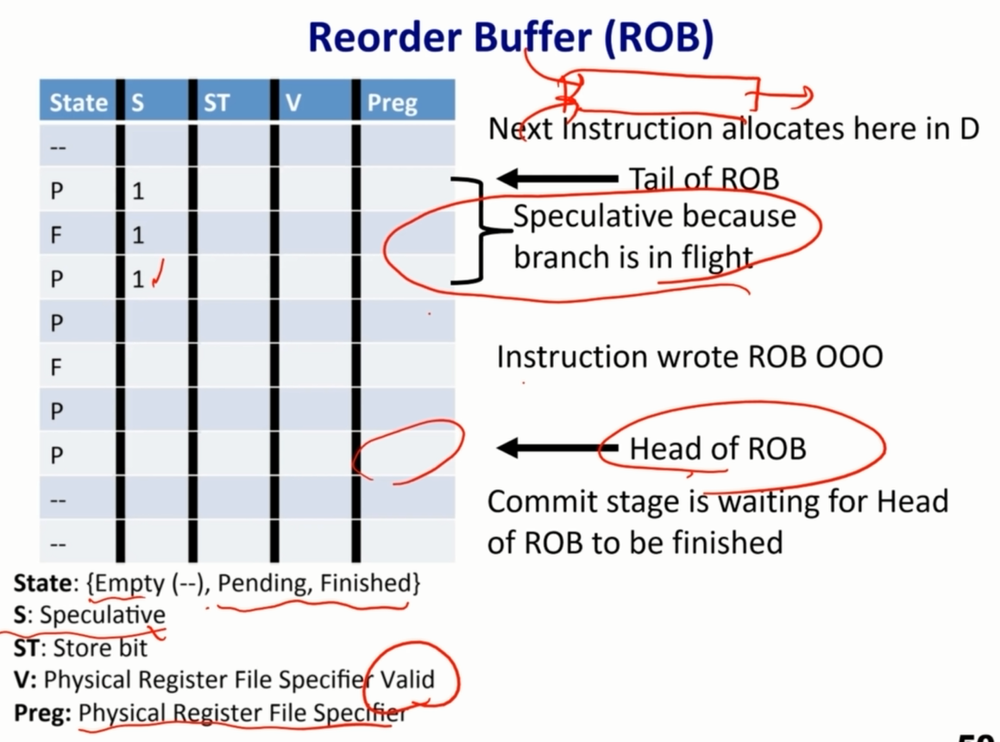 Reorder Buffer (ROB)
State S ST V Preg
--
P 1
F 1
P 1
P
F
P
P
--
--
Next Instruction allocates here in D
Tail of ROB
Speculative because
branch is in flight
Instruction wrote ROB OOO
Head of ROB
Commit stage is waiting for Head
of ROB to be finished
State: {Empty (--), Pending, Finished}
S: Speculative
ST: Store bit
V: Physical Register File Specifier Valid
Preg: Physical Register File Specifier